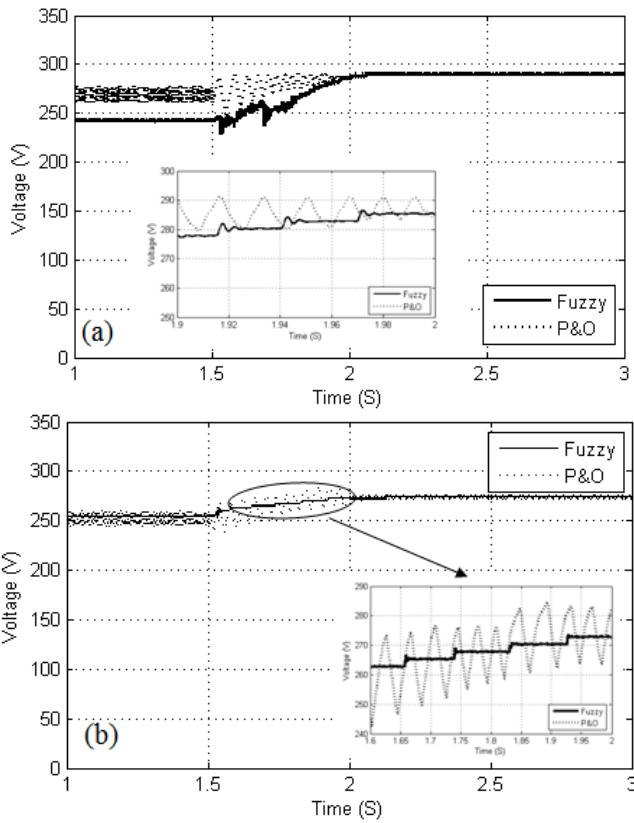 350
300
250
200
150
100
50
0
Voltage (V)
1
1.5
2
2.5
3
Time (S)
(a)
Fuzzy
P&O
300
290
280
270
260
250
Voltage (V)
1.9
1.92
1.94
1.96
1.98
2
Time (S)
Fuzzy
P&O
350
300
250
200
150
100
50
0
Voltage (V)
1
1.5
2
2.5
3
Time (S)
(b)
Fuzzy
P&O
290
280
270
260
250
240
Voltage (V)
1.6
1.65
1.7
1.75
1.8
1.85
1.9
1.95
2
Time (S)
Fuzzy
P&O